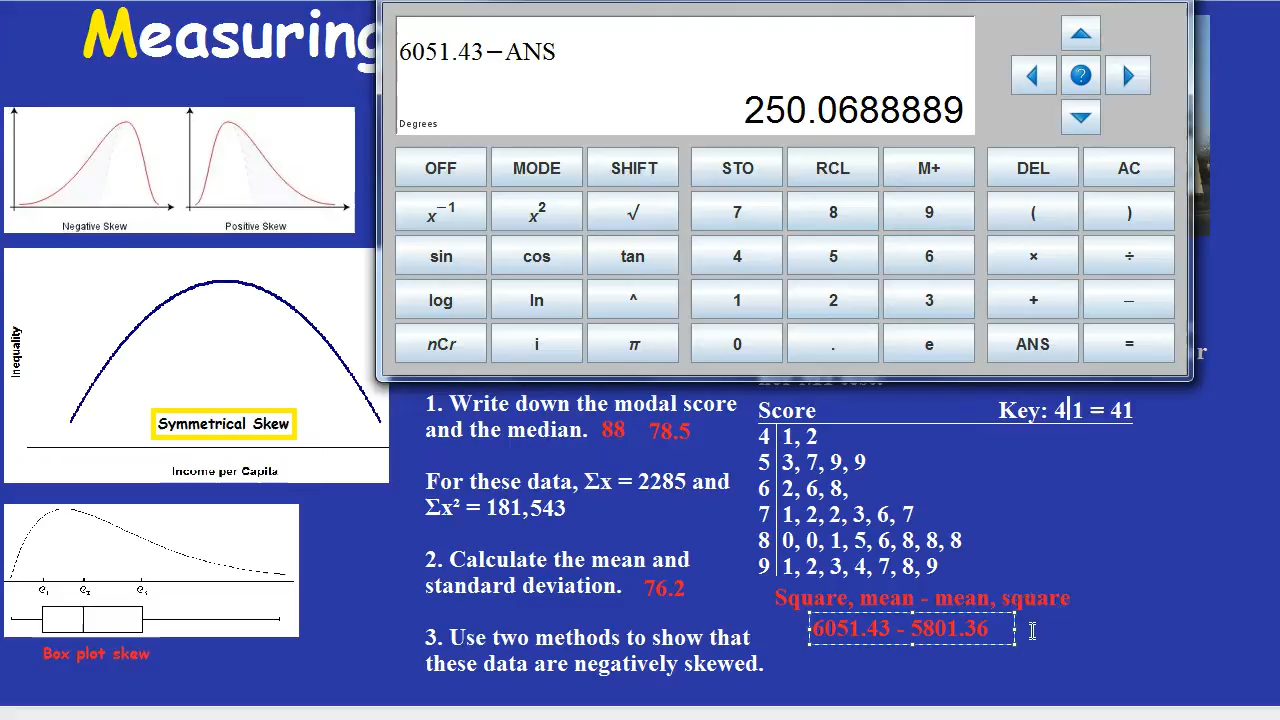 Measuring
6051.43−ANS
250.0688889
Degrees
OFF MODE SHIFT STO RCL M+ DEL AC
x⁻¹ x² √ 7 8 9 ( )
sin cos tan 4 5 6 × ÷
log ln ^ 1 2 3 + −
nCr i π 0 . e ANS =
?
Negative Skew
Positive Skew
Inequality
Symmetrical Skew
Income per Capita
e₁ e₂ e₃
Box plot skew
1. Write down the modal score
and the median. 88 78.5
For these data, Σx = 2285 and
Σx² = 181,543
2. Calculate the mean and
standard deviation. 76.2
3. Use two methods to show that
these data are negatively skewed.
Score Key: 4|1 = 41
4 | 1, 2
5 | 3, 7, 9, 9
6 | 2, 6, 8,
7 | 1, 2, 2, 3, 6, 7
8 | 0, 0, 1, 5, 6, 8, 8, 8
9 | 1, 2, 3, 4, 7, 8, 9
Square, mean - mean, square
6051.43 - 5801.36